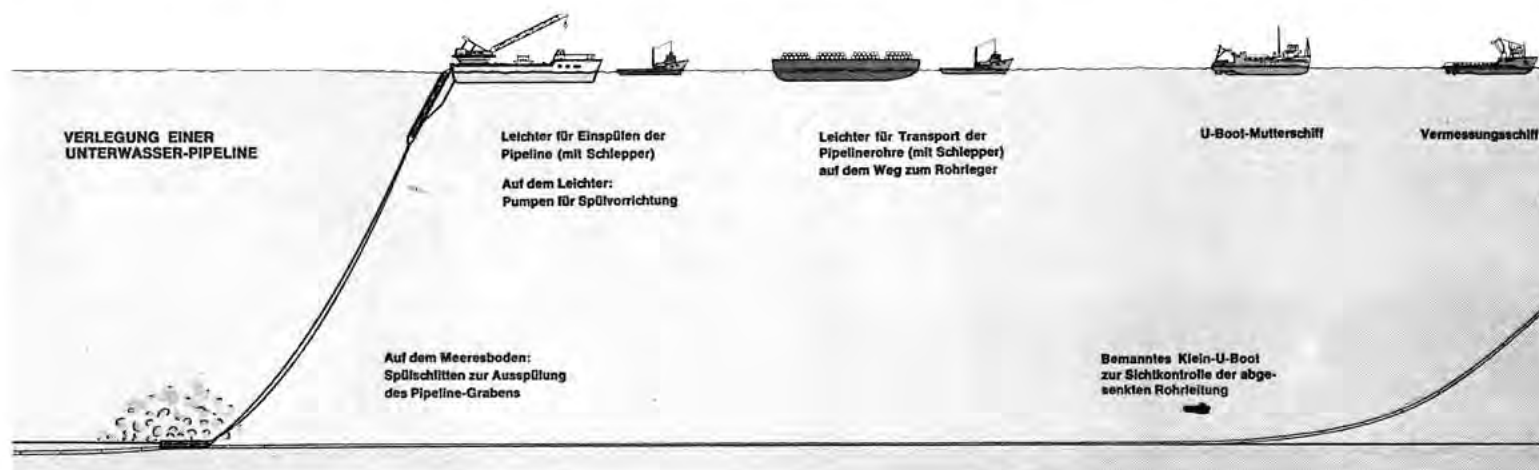 VERLEGUNG EINER
UNTERWASSER-PIPELINE
Leichter für Einspülen der
Pipeline (mit Schlepper)
Auf dem Leichter:
Pumpen für Spülvorrichtung
Leichter für Transport der
Pipelinerohre (mit Schlepper)
auf dem Weg zum Rohrleger
U-Boot-Mutterschiff
Vermessungsschiff
Auf dem Meeresboden:
Spülschlitten zur Ausspülung
des Pipeline-Grabens
Bemanntes Klein-U-Boot
zur Sichtkontrolle der abge-
senkten Rohrleitung